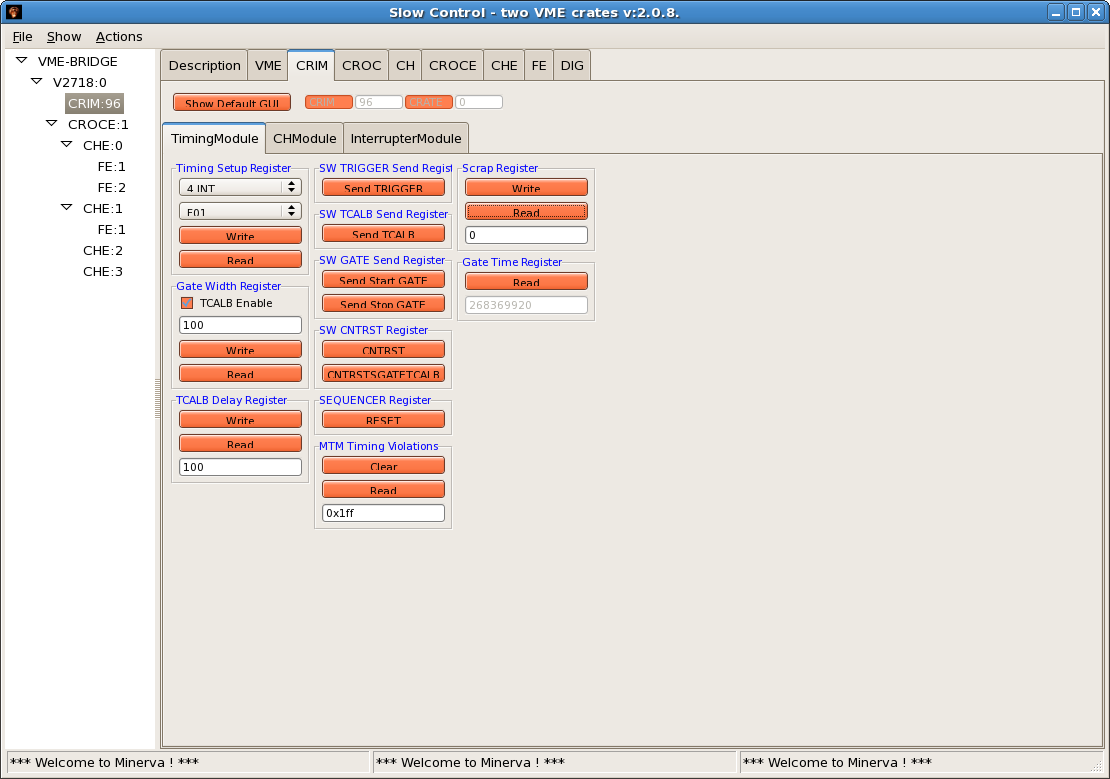 Slow Control - two VME crates v:2.0.8.
File Show Actions
VME-BRIDGE
V2718:0
CRIM:96
CROCE:1
CHE:0
FE:1
FE:2
CHE:1
FE:1
CHE:2
CHE:3
Description VME CRIM CROC CH CROCE CHE FE DIG
Show Default GUI CRIM 96 CRATE 0
TimingModule CHModule InterrupterModule
Timing Setup Register
4 INT
F01
Write
Read
Gate Width Register
TCALB Enable
100
Write
Read
TCALB Delay Register
Write
Read
100
SW TRIGGER Send Regist
Send TRIGGER
SW TCALB Send Register
Send TCALB
SW GATE Send Register
Send Start GATE
Send Stop GATE
SW CNTRST Register
CNTRST
CNTRSTSGATETCALB
SEQUENCER Register
RESET
MTM Timing Violations
Clear
Read
0x1ff
Scrap Register
Write
Read
0
Gate Time Register
Read
268369920
*** Welcome to Minerva ! *** *** Welcome to Minerva ! *** *** Welcome to Minerva ! ***